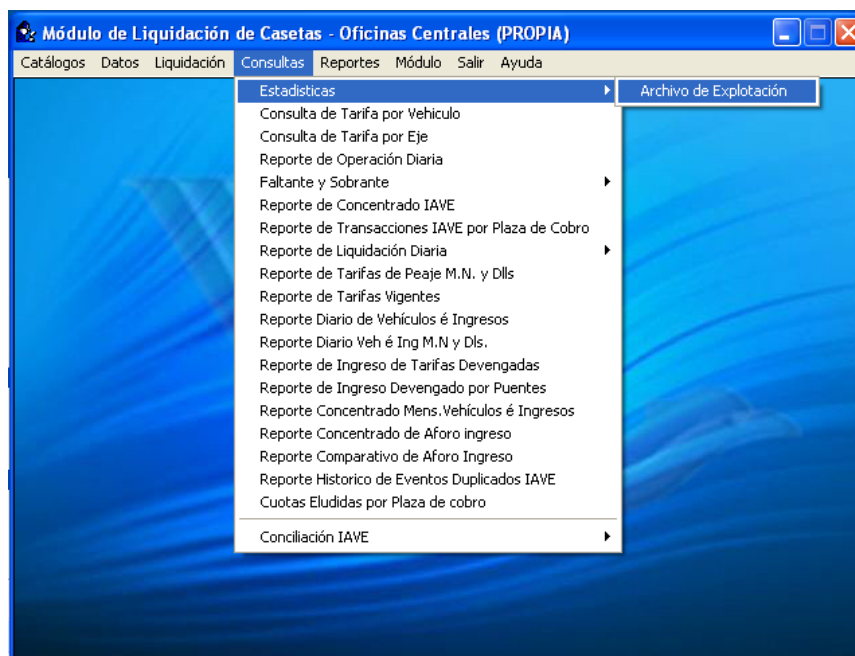 Módulo de Liquidación de Casetas - Oficinas Centrales (PROPIA)
Catálogos Datos Liquidación Consultas Reportes Módulo Salir Ayuda
Estadisticas Archivo de Explotación
Consulta de Tarifa por Vehiculo
Consulta de Tarifa por Eje
Reporte de Operación Diaria
Faltante y Sobrante
Reporte de Concentrado IAVE
Reporte de Transacciones IAVE por Plaza de Cobro
Reporte de Liquidación Diaria
Reporte de Tarifas de Peaje M.N. y Dlls
Reporte de Tarifas Vigentes
Reporte Diario de Vehículos é Ingresos
Reporte Diario Veh é Ing M.N y Dls.
Reporte de Ingreso de Tarifas Devengadas
Reporte de Ingreso Devengado por Puentes
Reporte Concentrado Mens.Vehículos é Ingresos
Reporte Concentrado de Aforo ingreso
Reporte Comparativo de Aforo Ingreso
Reporte Historico de Eventos Duplicados IAVE
Cuotas Eludidas por Plaza de cobro
Conciliación IAVE